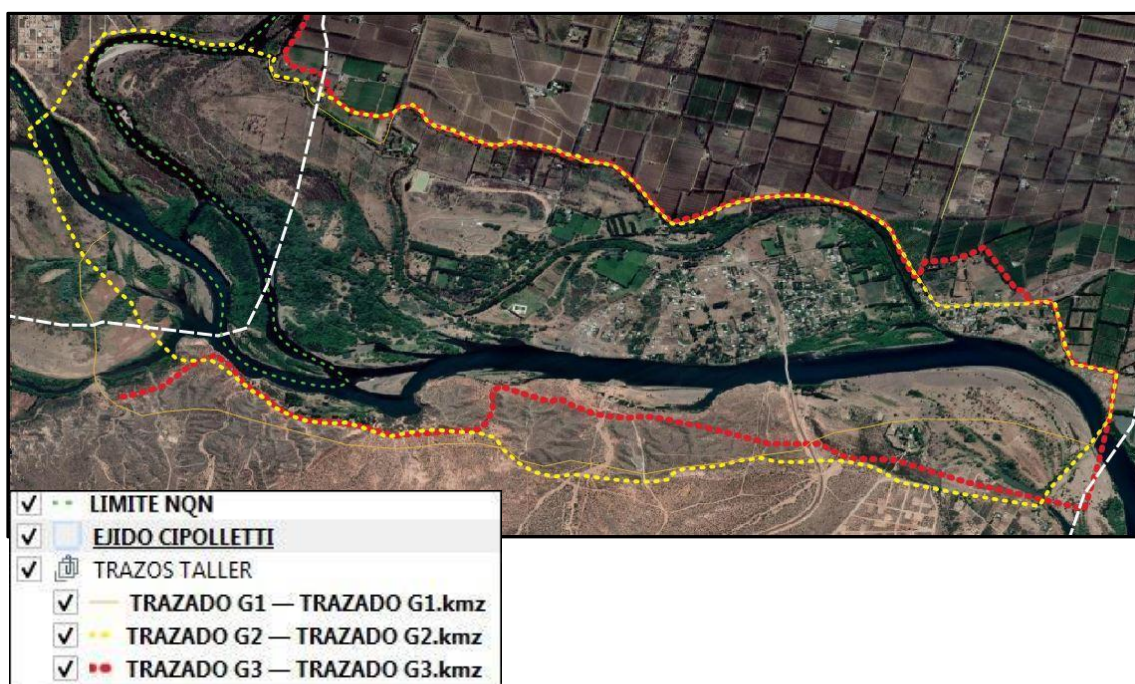 LIMITE NQN
EJIDO CIPOLLETTI
TRAZOS TALLER
TRAZADO G1 — TRAZADO G1.kmz
TRAZADO G2 — TRAZADO G2.kmz
TRAZADO G3 — TRAZADO G3.kmz